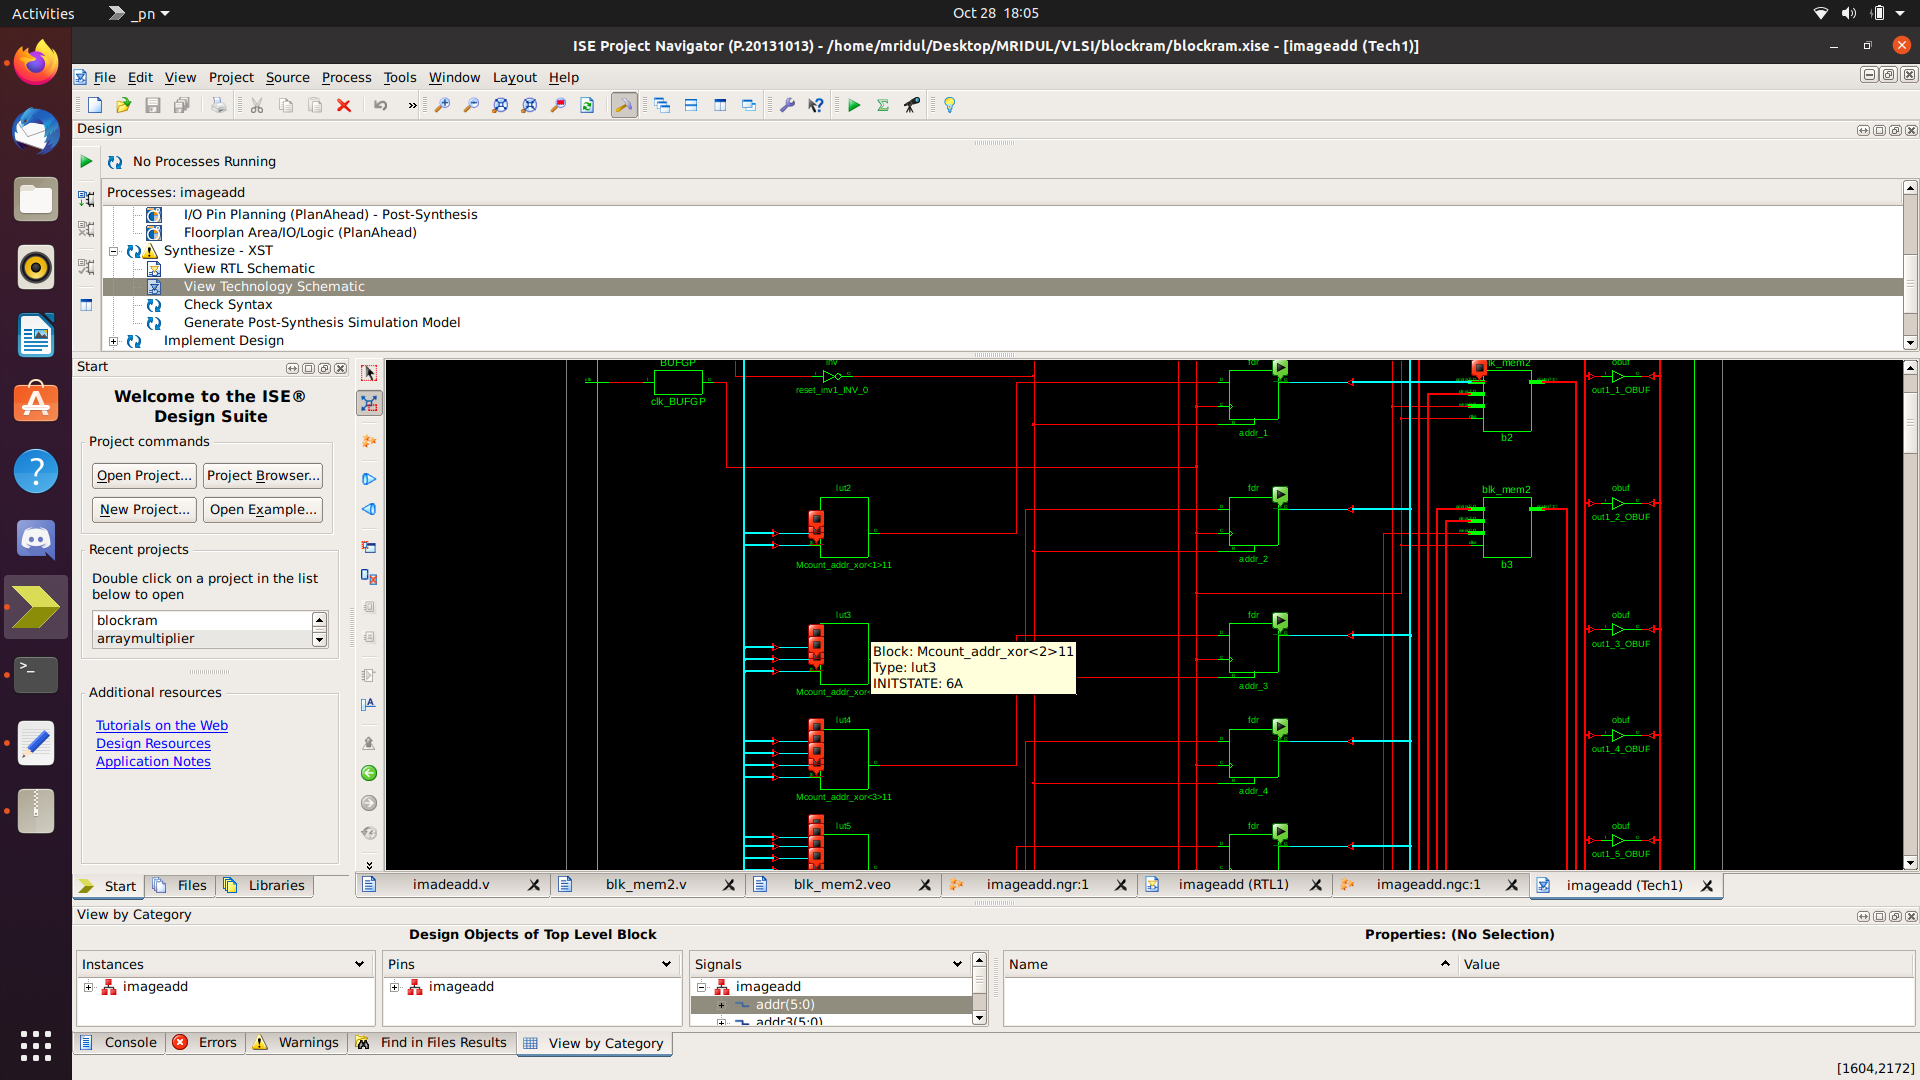 Activities
_pn
Oct 28 18:05
ISE Project Navigator (P.20131013) - /home/mridul/Desktop/MRIDUL/VLSI/blockram/blockram.xise - [imageadd (Tech1)]
File Edit View Project Source Process Tools Window Layout Help
Design
No Processes Running
Processes: imageadd
I/O Pin Planning (PlanAhead) - Post-Synthesis
Floorplan Area/IO/Logic (PlanAhead)
Synthesize - XST
View RTL Schematic
View Technology Schematic
Check Syntax
Generate Post-Synthesis Simulation Model
Implement Design
Start
Welcome to the ISE®
Design Suite
Project commands
Open Project... Project Browser...
New Project... Open Example...
Recent projects
Double click on a project in the list
below to open
blockram
arraymultiplier
Additional resources
Tutorials on the Web
Design Resources
Application Notes
BUFGP
clk_BUFGP
inv
reset_inv1_INV_0
fdr
addr_1
blk_mem2
b2
obuf
out1_1_OBUF
lut2
Mcount_addr_xor<1>11
fdr
addr_2
blk_mem2
b3
obuf
out1_2_OBUF
lut3
Mcount_addr_xor<
Block: Mcount_addr_xor<2>11
Type: lut3
INITSTATE: 6A
fdr
addr_3
obuf
out1_3_OBUF
lut4
Mcount_addr_xor<3>11
fdr
addr_4
obuf
out1_4_OBUF
lut5
fdr
obuf
out1_5_OBUF
Start Files Libraries
imadeadd.v blk_mem2.v blk_mem2.veo imageadd.ngr:1 imageadd (RTL1) imageadd.ngc:1 imageadd (Tech1)
View by Category
Design Objects of Top Level Block
Properties: (No Selection)
Instances
imageadd
Pins
imageadd
Signals
imageadd
addr(5:0)
addr3(5:0)
Name Value
Console Errors Warnings Find in Files Results View by Category
[1604,2172]